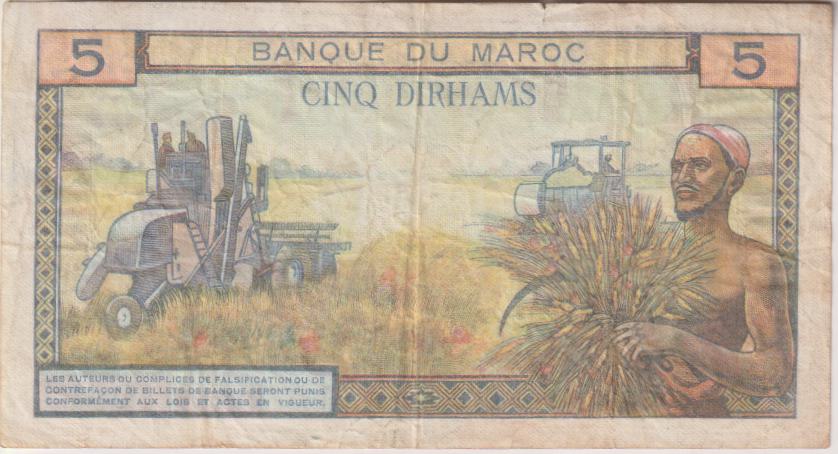 5 BANQUE DU MAROC 5
CINQ DIRHAMS
LES AUTEURS OU COMPLICES DE FALSIFICATION OU DE
CONTREFAÇON DE BILLETS DE BANQUE SERONT PUNIS
CONFORMÉMENT AUX LOIS ET ACTES EN VIGUEUR.